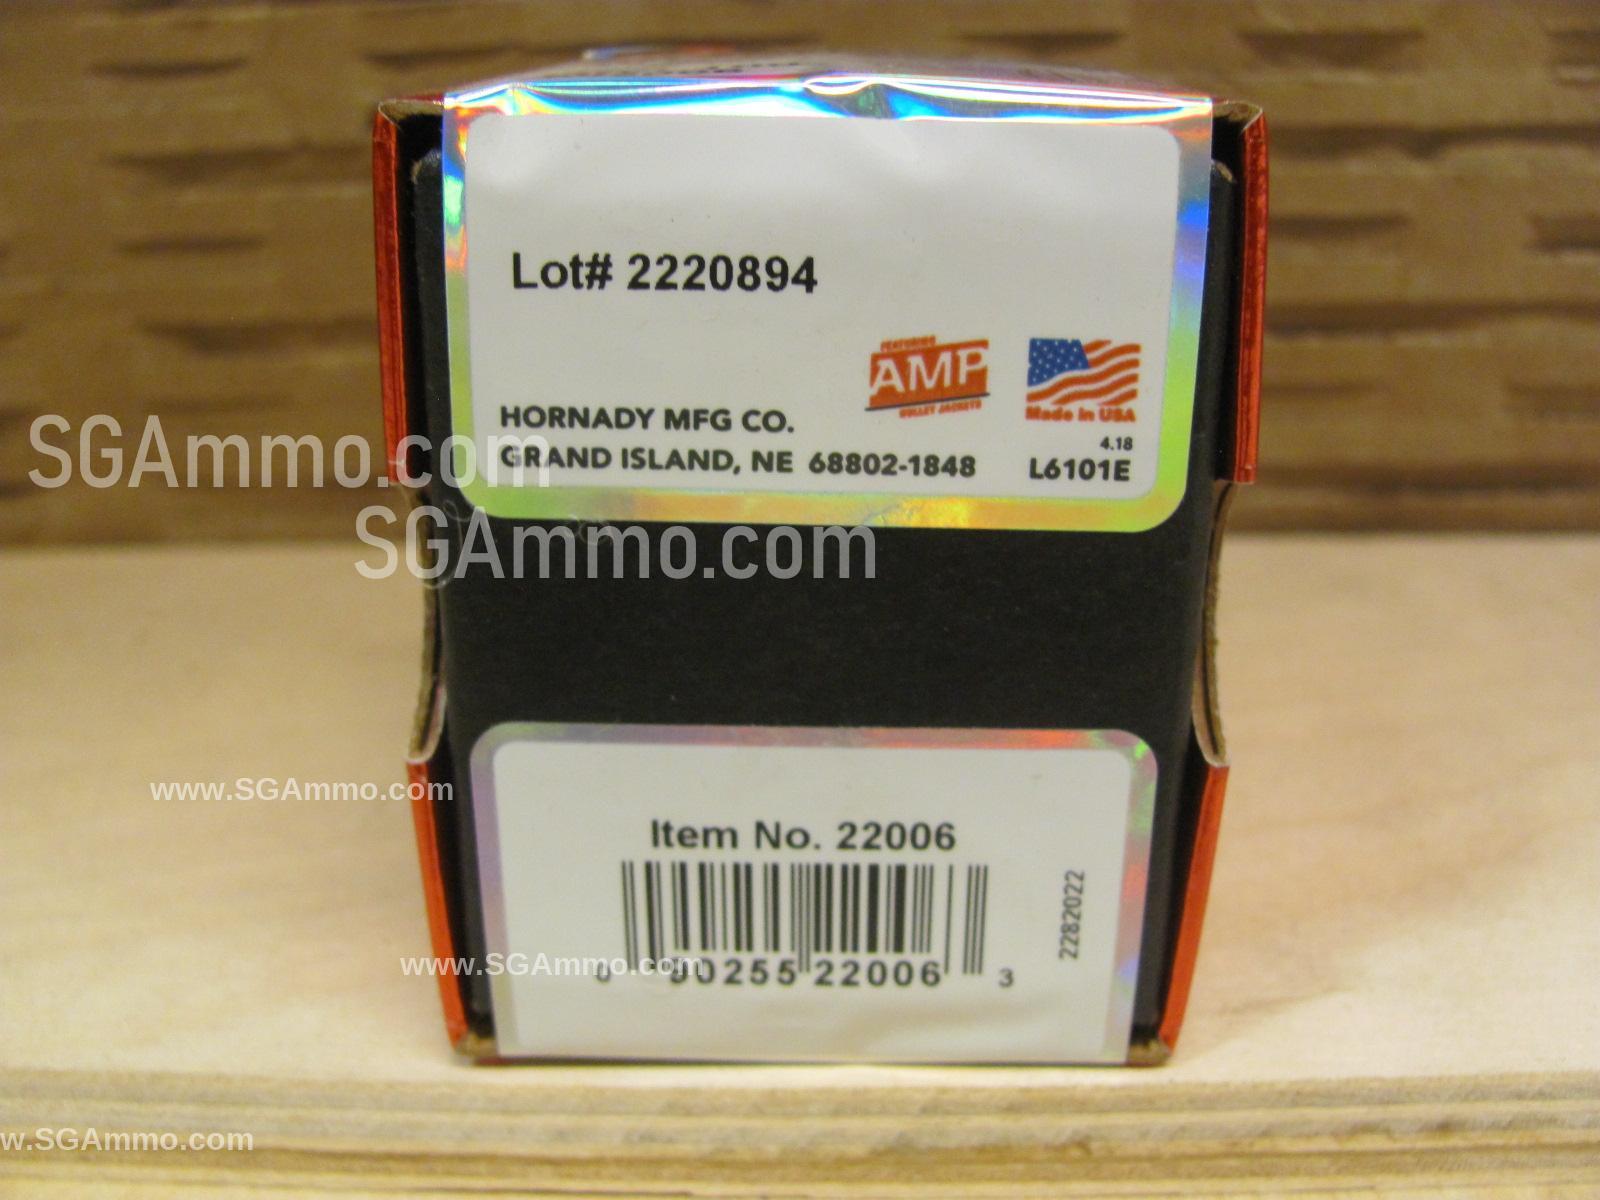 Lot# 2220894
FEATURING
AMP
BULLET JACKETS
Made in USA
HORNADY MFG CO.
4.18
GRAND ISLAND, NE 68802-1848
L6101E
SGAmmo.com
SGAmmo.com
www.SGAmmo.com
Item No. 22006
2282022
www.SGAmmo.com
0 90255 22006 3
w.SGAmmo.com